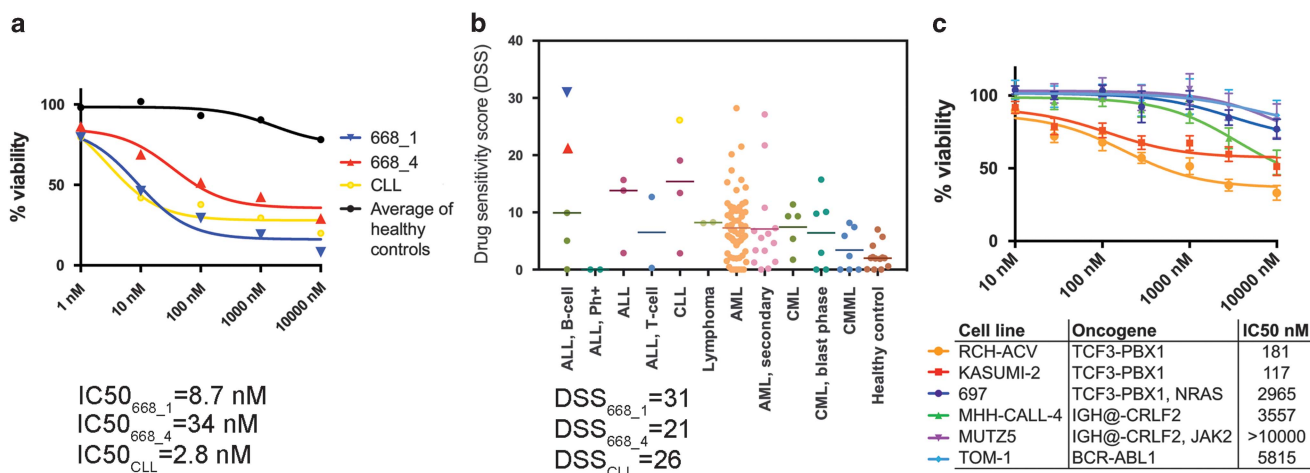 a
% viability
100
50
0
1 nM
10 nM
100 nM
1000 nM
10000 nM
668_1
668_4
CLL
Average of
healthy
controls
IC50668_1=8.7 nM
IC50668_4=34 nM
IC50CLL=2.8 nM
b
Drug sensitivity score (DSS)
40
30
20
10
0
ALL, B-cell
ALL, Ph+
ALL
ALL, T-cell
CLL
Lymphoma
AML
AML, secondary
CML
CML, blast phase
CMML
Healthy control
DSS668_1=31
DSS668_4=21
DSSCLL=26
c
% viability
100
50
0
10 nM
100 nM
1000 nM
10000 nM
Cell line Oncogene IC50 nM
RCH-ACV TCF3-PBX1 181
KASUMI-2 TCF3-PBX1 117
697 TCF3-PBX1, NRAS 2965
MHH-CALL-4 IGH@-CRLF2 3557
MUTZ5 IGH@-CRLF2, JAK2 >10000
TOM-1 BCR-ABL1 5815